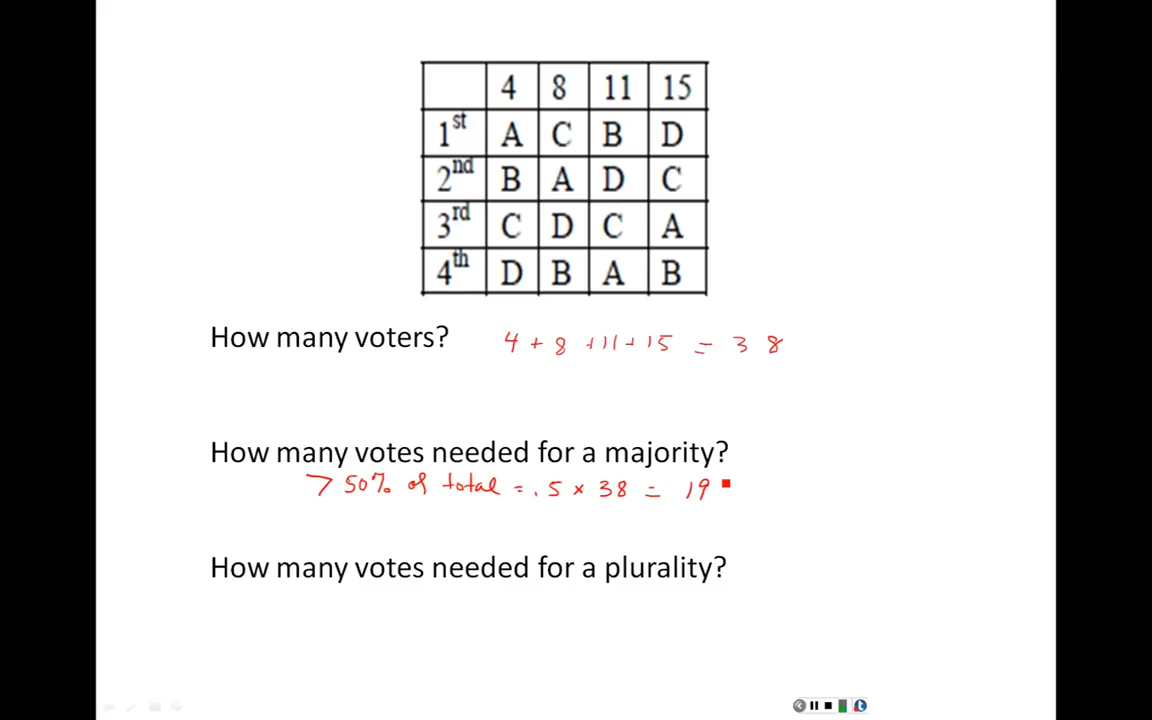 4 8 11 15
1st A C B D
2nd B A D C
3rd C D C A
4th D B A B
How many voters? 4 + 8 + 11 + 15 = 38
How many votes needed for a majority?
> 50% of total = .5 × 38 = 19
How many votes needed for a plurality?